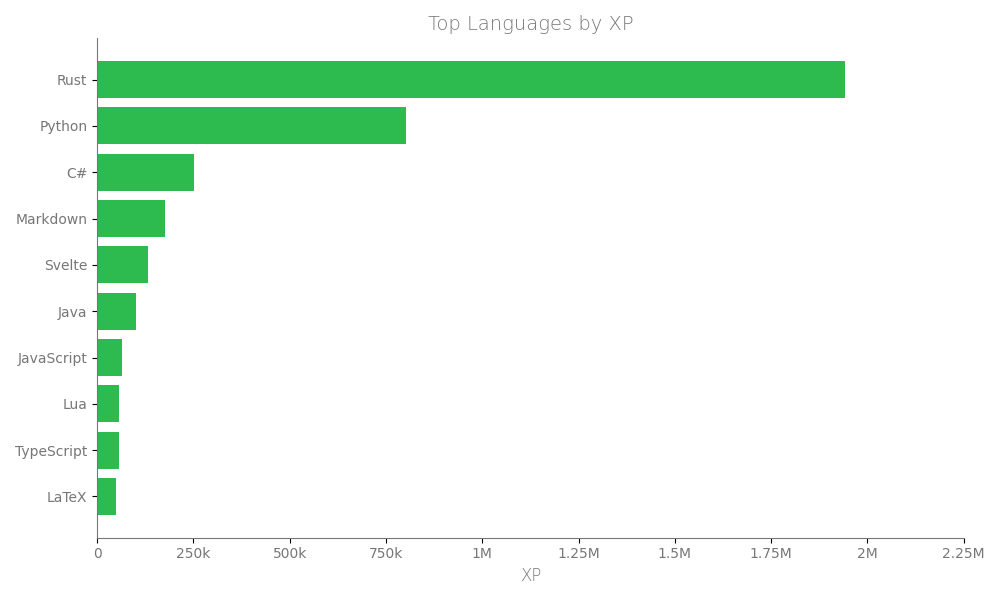 Top Languages by XP
Rust
Python
C#
Markdown
Svelte
Java
JavaScript
Lua
TypeScript
LaTeX
0 250k 500k 750k 1M 1.25M 1.5M 1.75M 2M 2.25M
XP